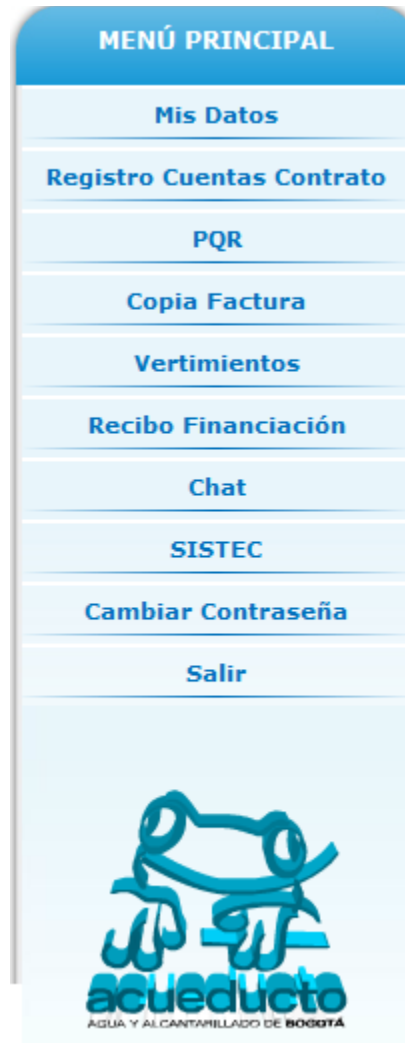 MENÚ PRINCIPAL
Mis Datos
Registro Cuentas Contrato
PQR
Copia Factura
Vertimientos
Recibo Financiación
Chat
SISTEC
Cambiar Contraseña
Salir
acueducto
AGUA Y ALCANTARILLADO DE BOGOTÁ